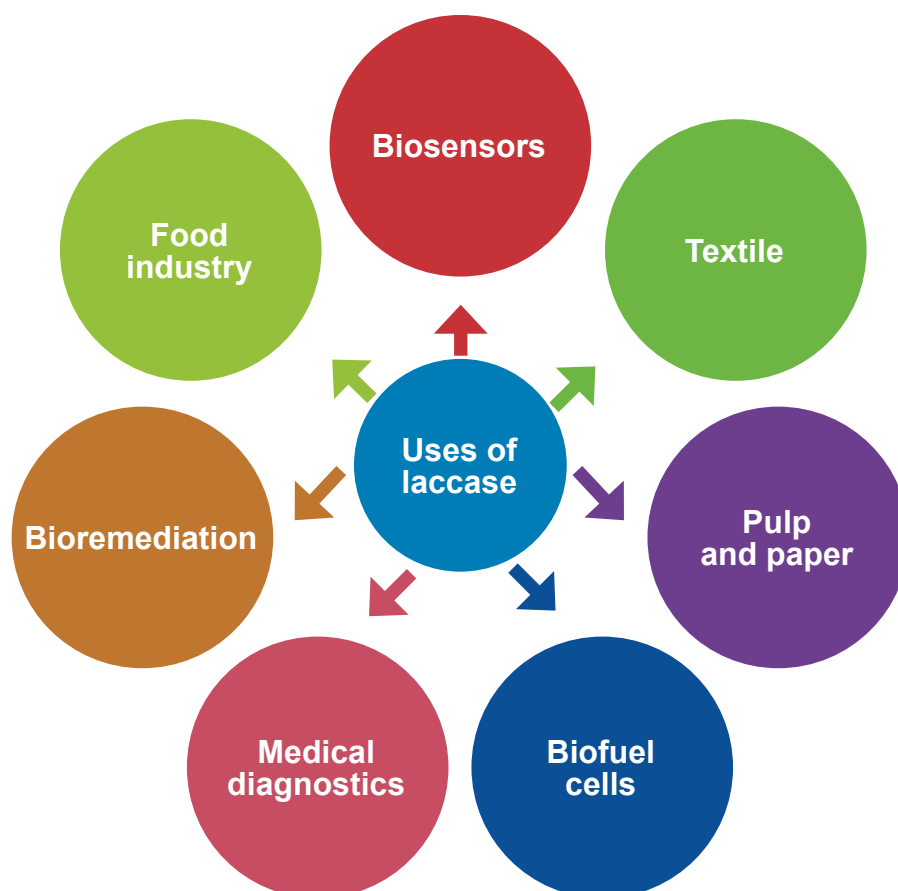 Biosensors
Textile
Pulp
and paper
Biofuel
cells
Medical
diagnostics
Bioremediation
Food
industry
Uses of
laccase